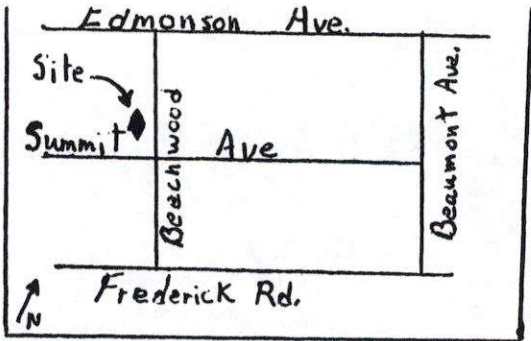 Edmonson Ave.
Site
Beaumont Ave.
Beachwood
Summit Ave
Frederick Rd.
N